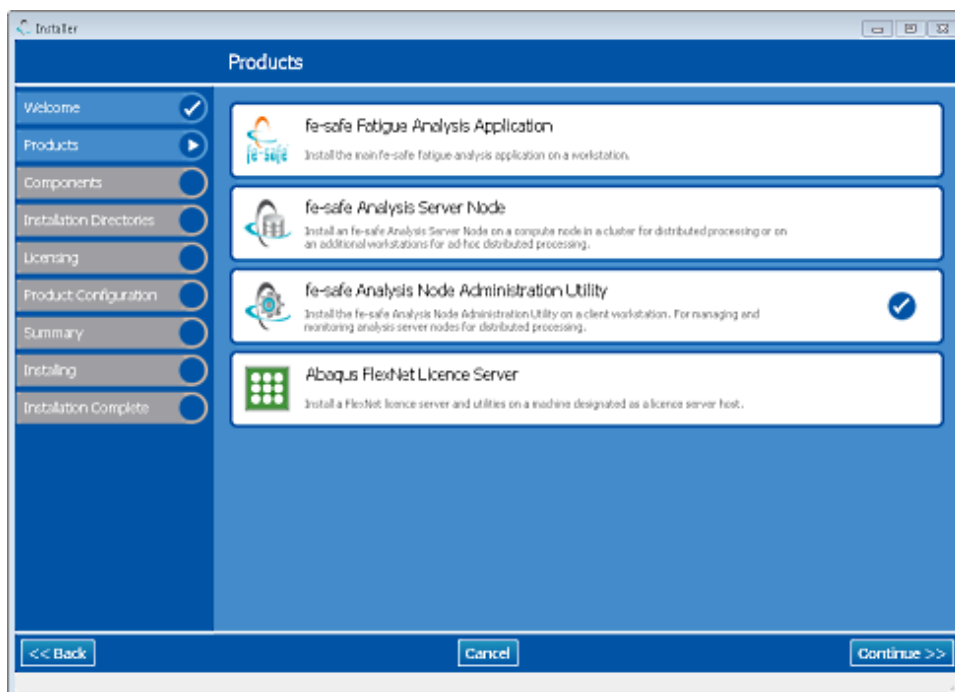 Installer
Products
Welcome
Products
Components
Installation Directories
Licensing
Product Configuration
Summary
Installing
Installation Complete
fe-safe
fe-safe Fatigue Analysis Application
Install the main fe-safe fatigue analysis application on a workstation.
fe-safe Analysis Server Node
Install an fe-safe Analysis Server Node on a compute node in a cluster for distributed processing or on
an additional workstations for ad-hoc distributed processing.
fe-safe Analysis Node Administration Utility
Install the fe-safe Analysis Node Administration Utility on a client workstation. For managing and
monitoring analysis server nodes for distributed processing.
Abaqus FlexNet Licence Server
Install a FlexNet licence server and utilities on a machine designated as a licence server host.
<< Back
Cancel
Continue >>